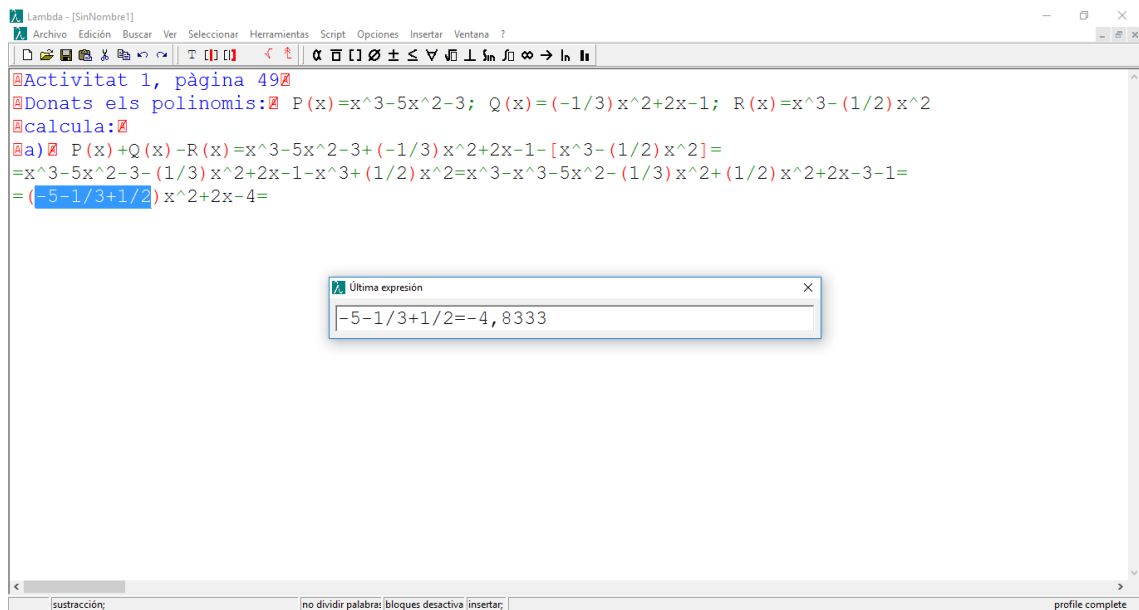 Lambda - [SinNombre1]
Archivo Edición Buscar Ver Seleccionar Herramientas Script Opciones Insertar Ventana ?
Activitat 1, pàgina 49
Donats els polinomis: P(x)=x^3-5x^2-3; Q(x)=(-1/3)x^2+2x-1; R(x)=x^3-(1/2)x^2
calcula:
a) P(x)+Q(x)-R(x)=x^3-5x^2-3+(-1/3)x^2+2x-1-[x^3-(1/2)x^2]=
=x^3-5x^2-3-(1/3)x^2+2x-1-x^3+(1/2)x^2=x^3-x^3-5x^2-(1/3)x^2+(1/2)x^2+2x-3-1=
=(-5-1/3+1/2)x^2+2x-4=
Última expresión
-5-1/3+1/2=-4,8333
sustracción; no dividir palabras bloques desactiva insertar; profile complete